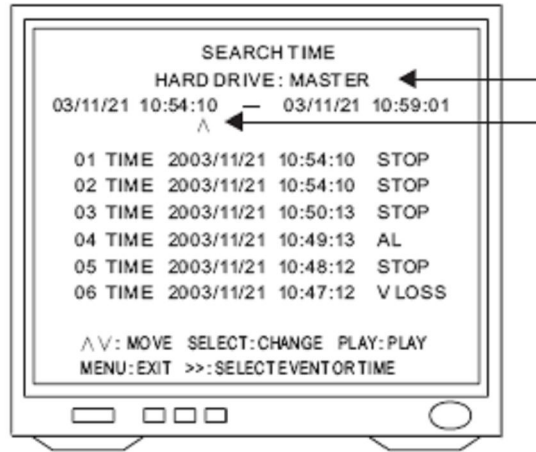 SEARCH TIME
HARD DRIVE: MASTER
03/11/21 10:54:10 — 03/11/21 10:59:01
∧
01 TIME 2003/11/21 10:54:10 STOP
02 TIME 2003/11/21 10:54:10 STOP
03 TIME 2003/11/21 10:50:13 STOP
04 TIME 2003/11/21 10:49:13 AL
05 TIME 2003/11/21 10:48:12 STOP
06 TIME 2003/11/21 10:47:12 V LOSS
∧∨: MOVE SELECT: CHANGE PLAY: PLAY
MENU: EXIT >>: SELECT EVENT OR TIME